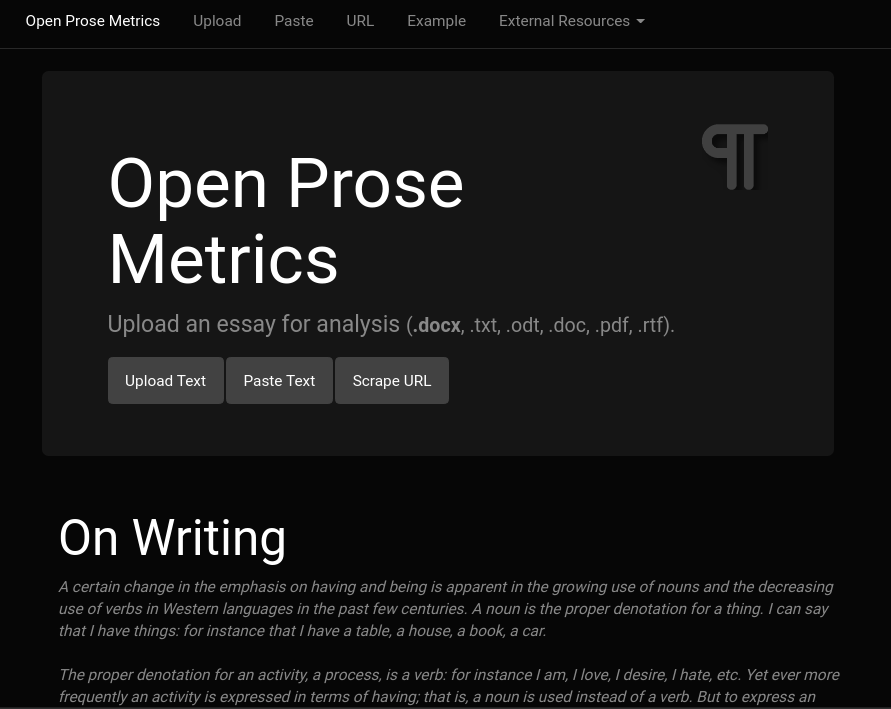 Open Prose Metrics Upload Paste URL Example External Resources
¶
Open Prose
Metrics
Upload an essay for analysis (.docx, .txt, .odt, .doc, .pdf, .rtf).
Upload Text Paste Text Scrape URL
On Writing
A certain change in the emphasis on having and being is apparent in the growing use of nouns and the decreasing
use of verbs in Western languages in the past few centuries. A noun is the proper denotation for a thing. I can say
that I have things: for instance that I have a table, a house, a book, a car.
The proper denotation for an activity, a process, is a verb: for instance I am, I love, I desire, I hate, etc. Yet ever more
frequently an activity is expressed in terms of having; that is, a noun is used instead of a verb. But to express an